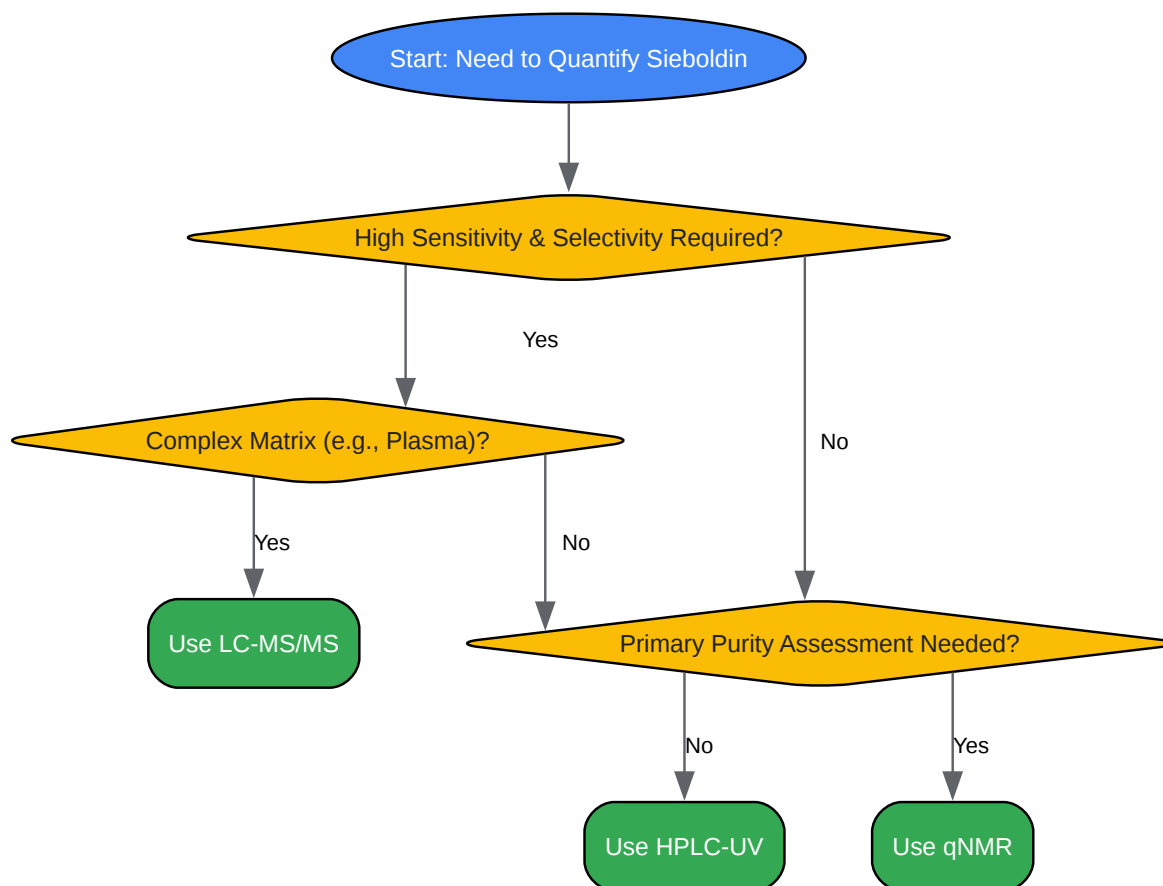 Start: Need to Quantify Sieboldin
High Sensitivity & Selectivity Required?
Yes
Complex Matrix (e.g., Plasma)?
No
Yes
No
Use LC-MS/MS
Primary Purity Assessment Needed?
No
Yes
Use HPLC-UV
Use qNMR